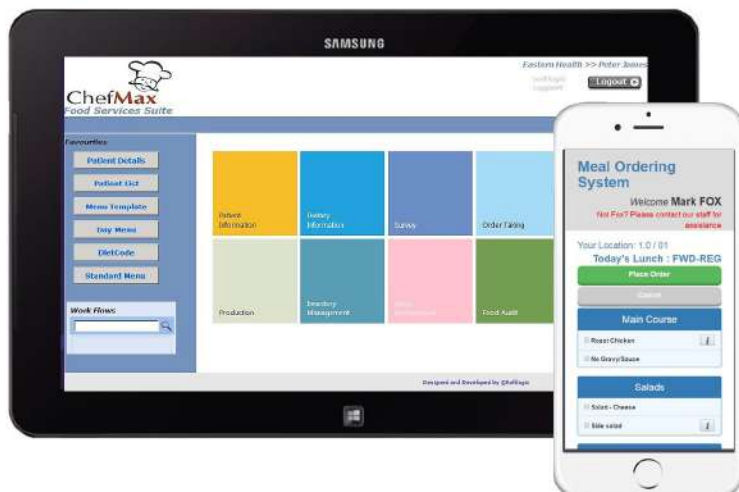 SAMSUNG
Eastern Health >> Peter James
Logout
ChefMax
Food Services Suite
Favourites
Patient Details
Patient List
Menu Template
Day Menu
DietCode
Standard Menu
Work Flows
Patient
Information
Dietary
Information
Survey
Order Taking
Production
Inventory
Management
Food Audit
Designed and Developed by
Meal Ordering
System
Welcome Mark FOX
Not Fox? Please contact our staff for
assistance
Your Location: 1.0 / 01
Today's Lunch : FWD-REG
Place Order
Cancel
Main Course
Roast Chicken
i
No Gravy/Sauce
Salads
Salad - Cheese
Side salad
i